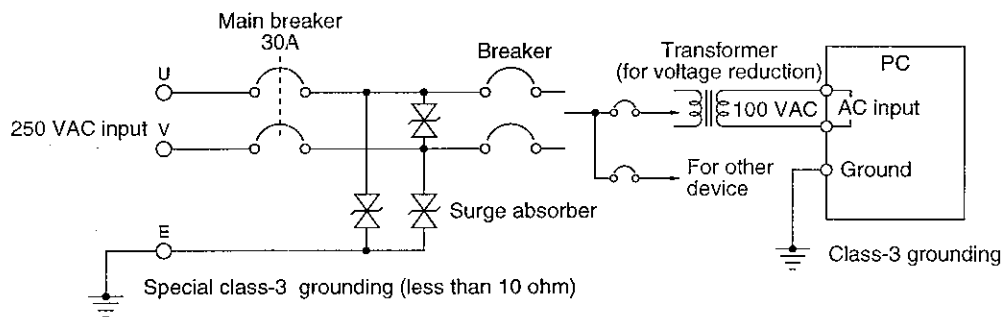 Main breaker
30A
U
250 VAC input
V
E
Special class-3 grounding (less than 10 ohm)
Surge absorber
Breaker
Transformer
(for voltage reduction)
100 VAC
For other
device
PC
AC input
Ground
Class-3 grounding